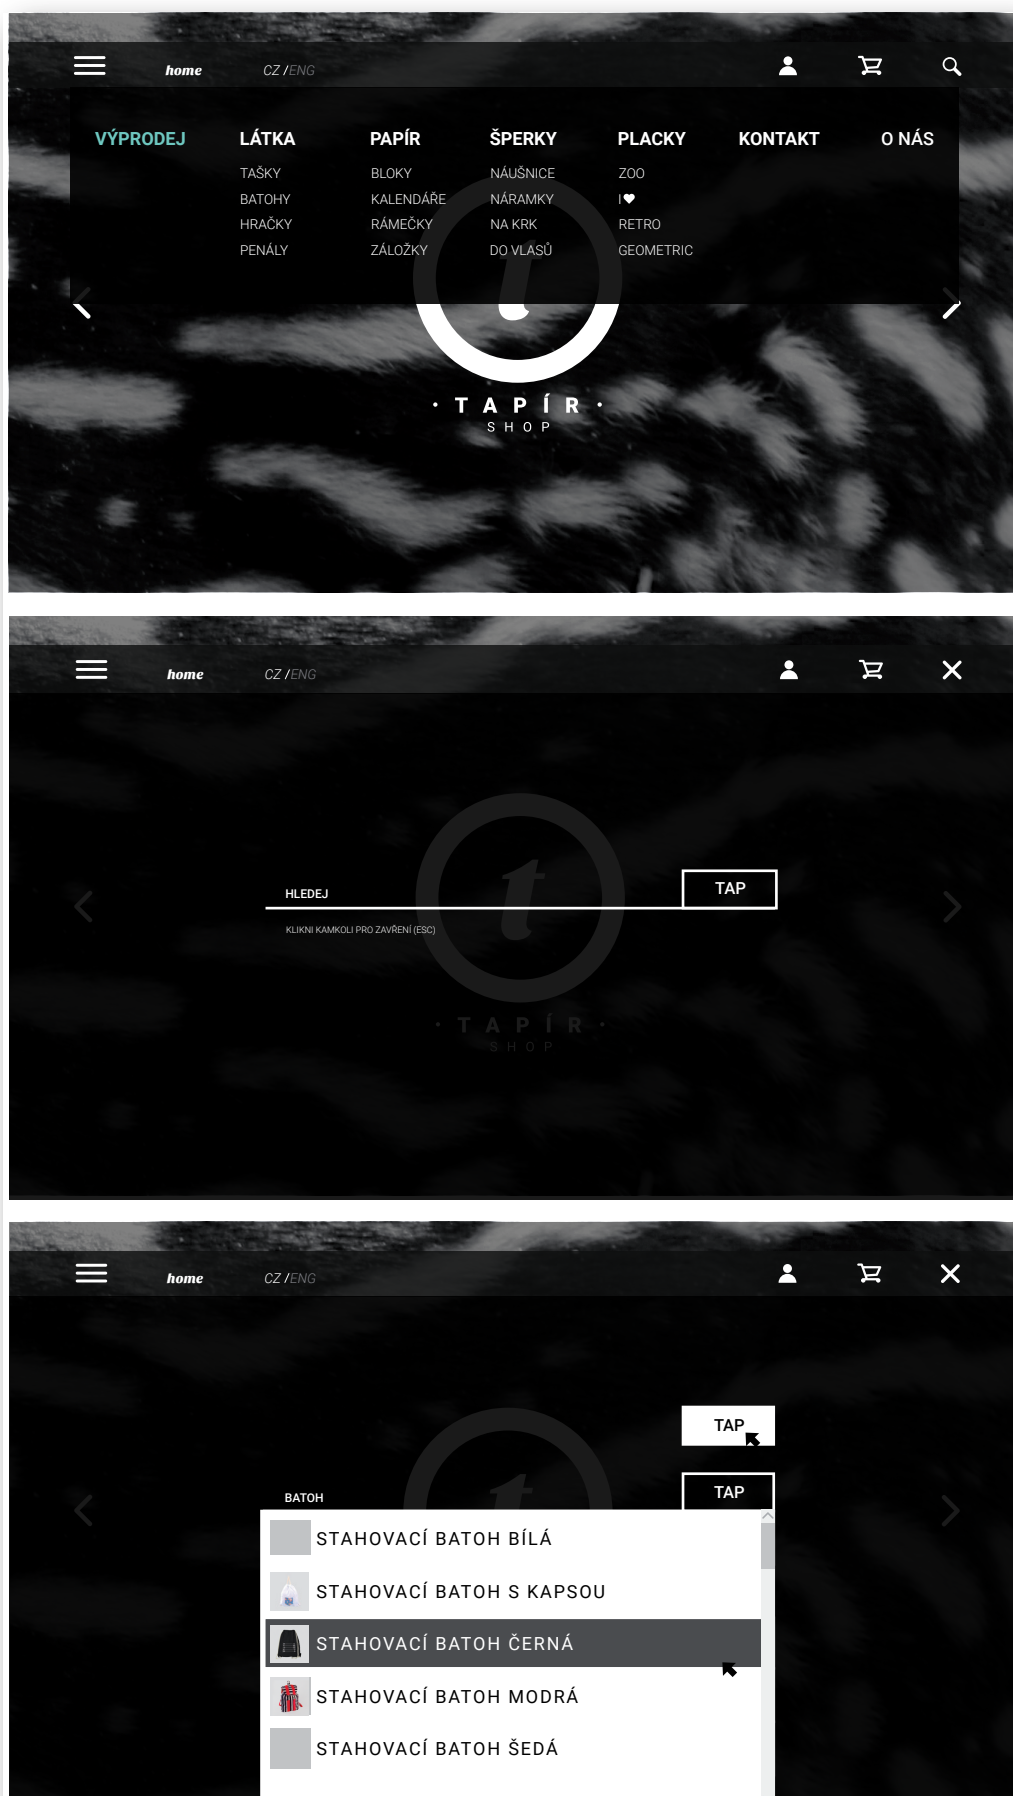 home CZ /ENG
VÝPRODEJ LÁTKA PAPÍR ŠPERKY PLACKY KONTAKT O NÁS
TAŠKY BLOKY NÁUŠNICE ZOO
BATOHY KALENDÁŘE NÁRAMKY I♥
HRAČKY RÁMEČKY NA KRK RETRO
PENÁLY ZÁLOŽKY DO VLASŮ GEOMETRIC
t
· TAPÍR ·
SHOP
home CZ /ENG
HLEDEJ TAP
KLIKNI KAMKOLI PRO ZAVŘENÍ (ESC)
t
· TAPÍR ·
SHOP
home CZ /ENG
TAP
BATOH TAP
t
STAHOVACÍ BATOH BÍLÁ
STAHOVACÍ BATOH S KAPSOU
STAHOVACÍ BATOH ČERNÁ
STAHOVACÍ BATOH MODRÁ
STAHOVACÍ BATOH ŠEDÁ